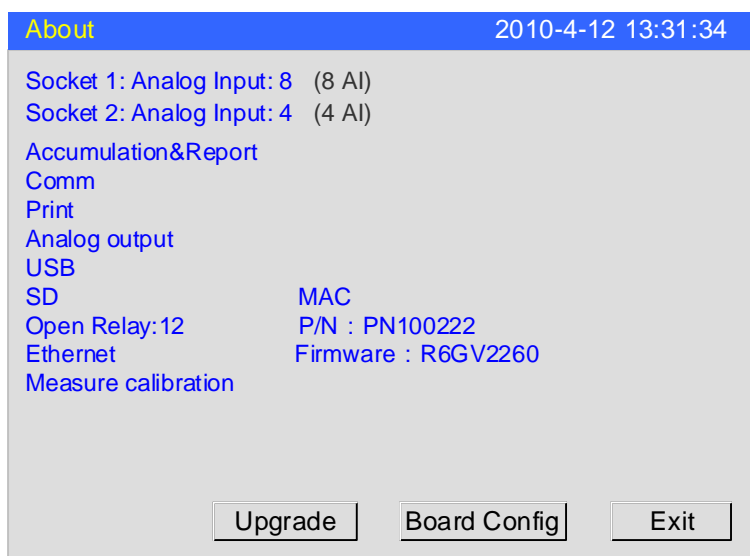 About 2010-4-12 13:31:34
Socket 1: Analog Input: 8 (8 AI)
Socket 2: Analog Input: 4 (4 AI)
Accumulation&Report
Comm
Print
Analog output
USB
SD MAC
Open Relay:12 P/N : PN100222
Ethernet Firmware : R6GV2260
Measure calibration
Upgrade Board Config Exit